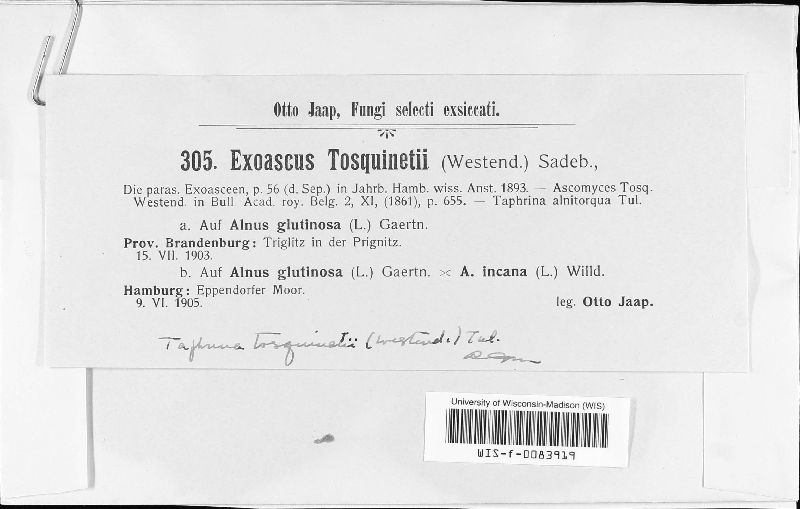 Otto Jaap, Fungi selecti exsiccati.
305. Exoascus Tosquinetii (Westend.) Sadeb.,
Die paras. Exoasceen, p. 56 (d. Sep.) in Jahrb. Hamb. wiss. Anst. 1893. — Ascomyces Tosq.
Westend. in Bull. Acad. roy. Belg. 2, XI, (1861), p. 655. — Taphrina alnitorqua Tul.
a. Auf Alnus glutinosa (L.) Gaertn.
Prov. Brandenburg: Triglitz in der Prignitz.
15. VII. 1903.
b. Auf Alnus glutinosa (L.) Gaertn. × A. incana (L.) Willd.
Hamburg: Eppendorfer Moor.
9. VI. 1905.
leg. Otto Jaap.
Taphrina tosquinetii (Westend.) Tul.
University of Wisconsin-Madison (WIS)
WIS-f-0083919